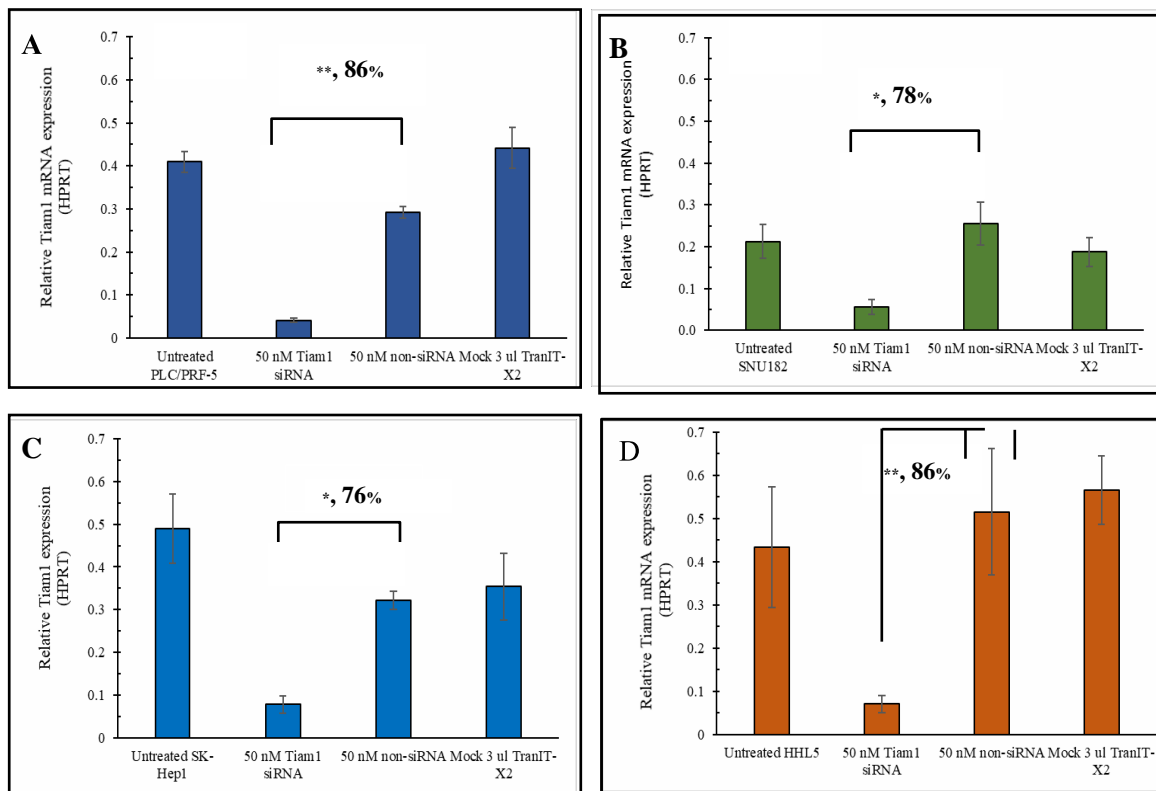 A
**, 86%
Relative Tiam1 mRNA expression
(HPRT)
0.7
0.6
0.5
0.4
0.3
0.2
0.1
0
Untreated
PLC/PRF-5
50 nM Tiam1
siRNA
50 nM non-siRNA
Mock 3 ul TranIT-
X2
B
*, 78%
Relative Tiam1 mRNA expression
(HPRT)
0.7
0.6
0.5
0.4
0.3
0.2
0.1
0.0
Untreated
SNU182
50 nM Tiam1
siRNA
50 nM non-siRNA
Mock 3 ul TranIT-
X2
C
*, 76%
Relative Tiam1 expression
(HPRT)
0.7
0.6
0.5
0.4
0.3
0.2
0.1
0
Untreated SK-
Hep1
50 nM Tiam1
siRNA
50 nM non-siRNA
Mock 3 ul TranIT-
X2
D
**, 86%
Relative Tiam1 mRNA expression
(HPRT)
0.7
0.6
0.5
0.4
0.3
0.2
0.1
0
Untreated HHL5
50 nM Tiam1
siRNA
50 nM non-siRNA
Mock 3 ul TranIT-
X2